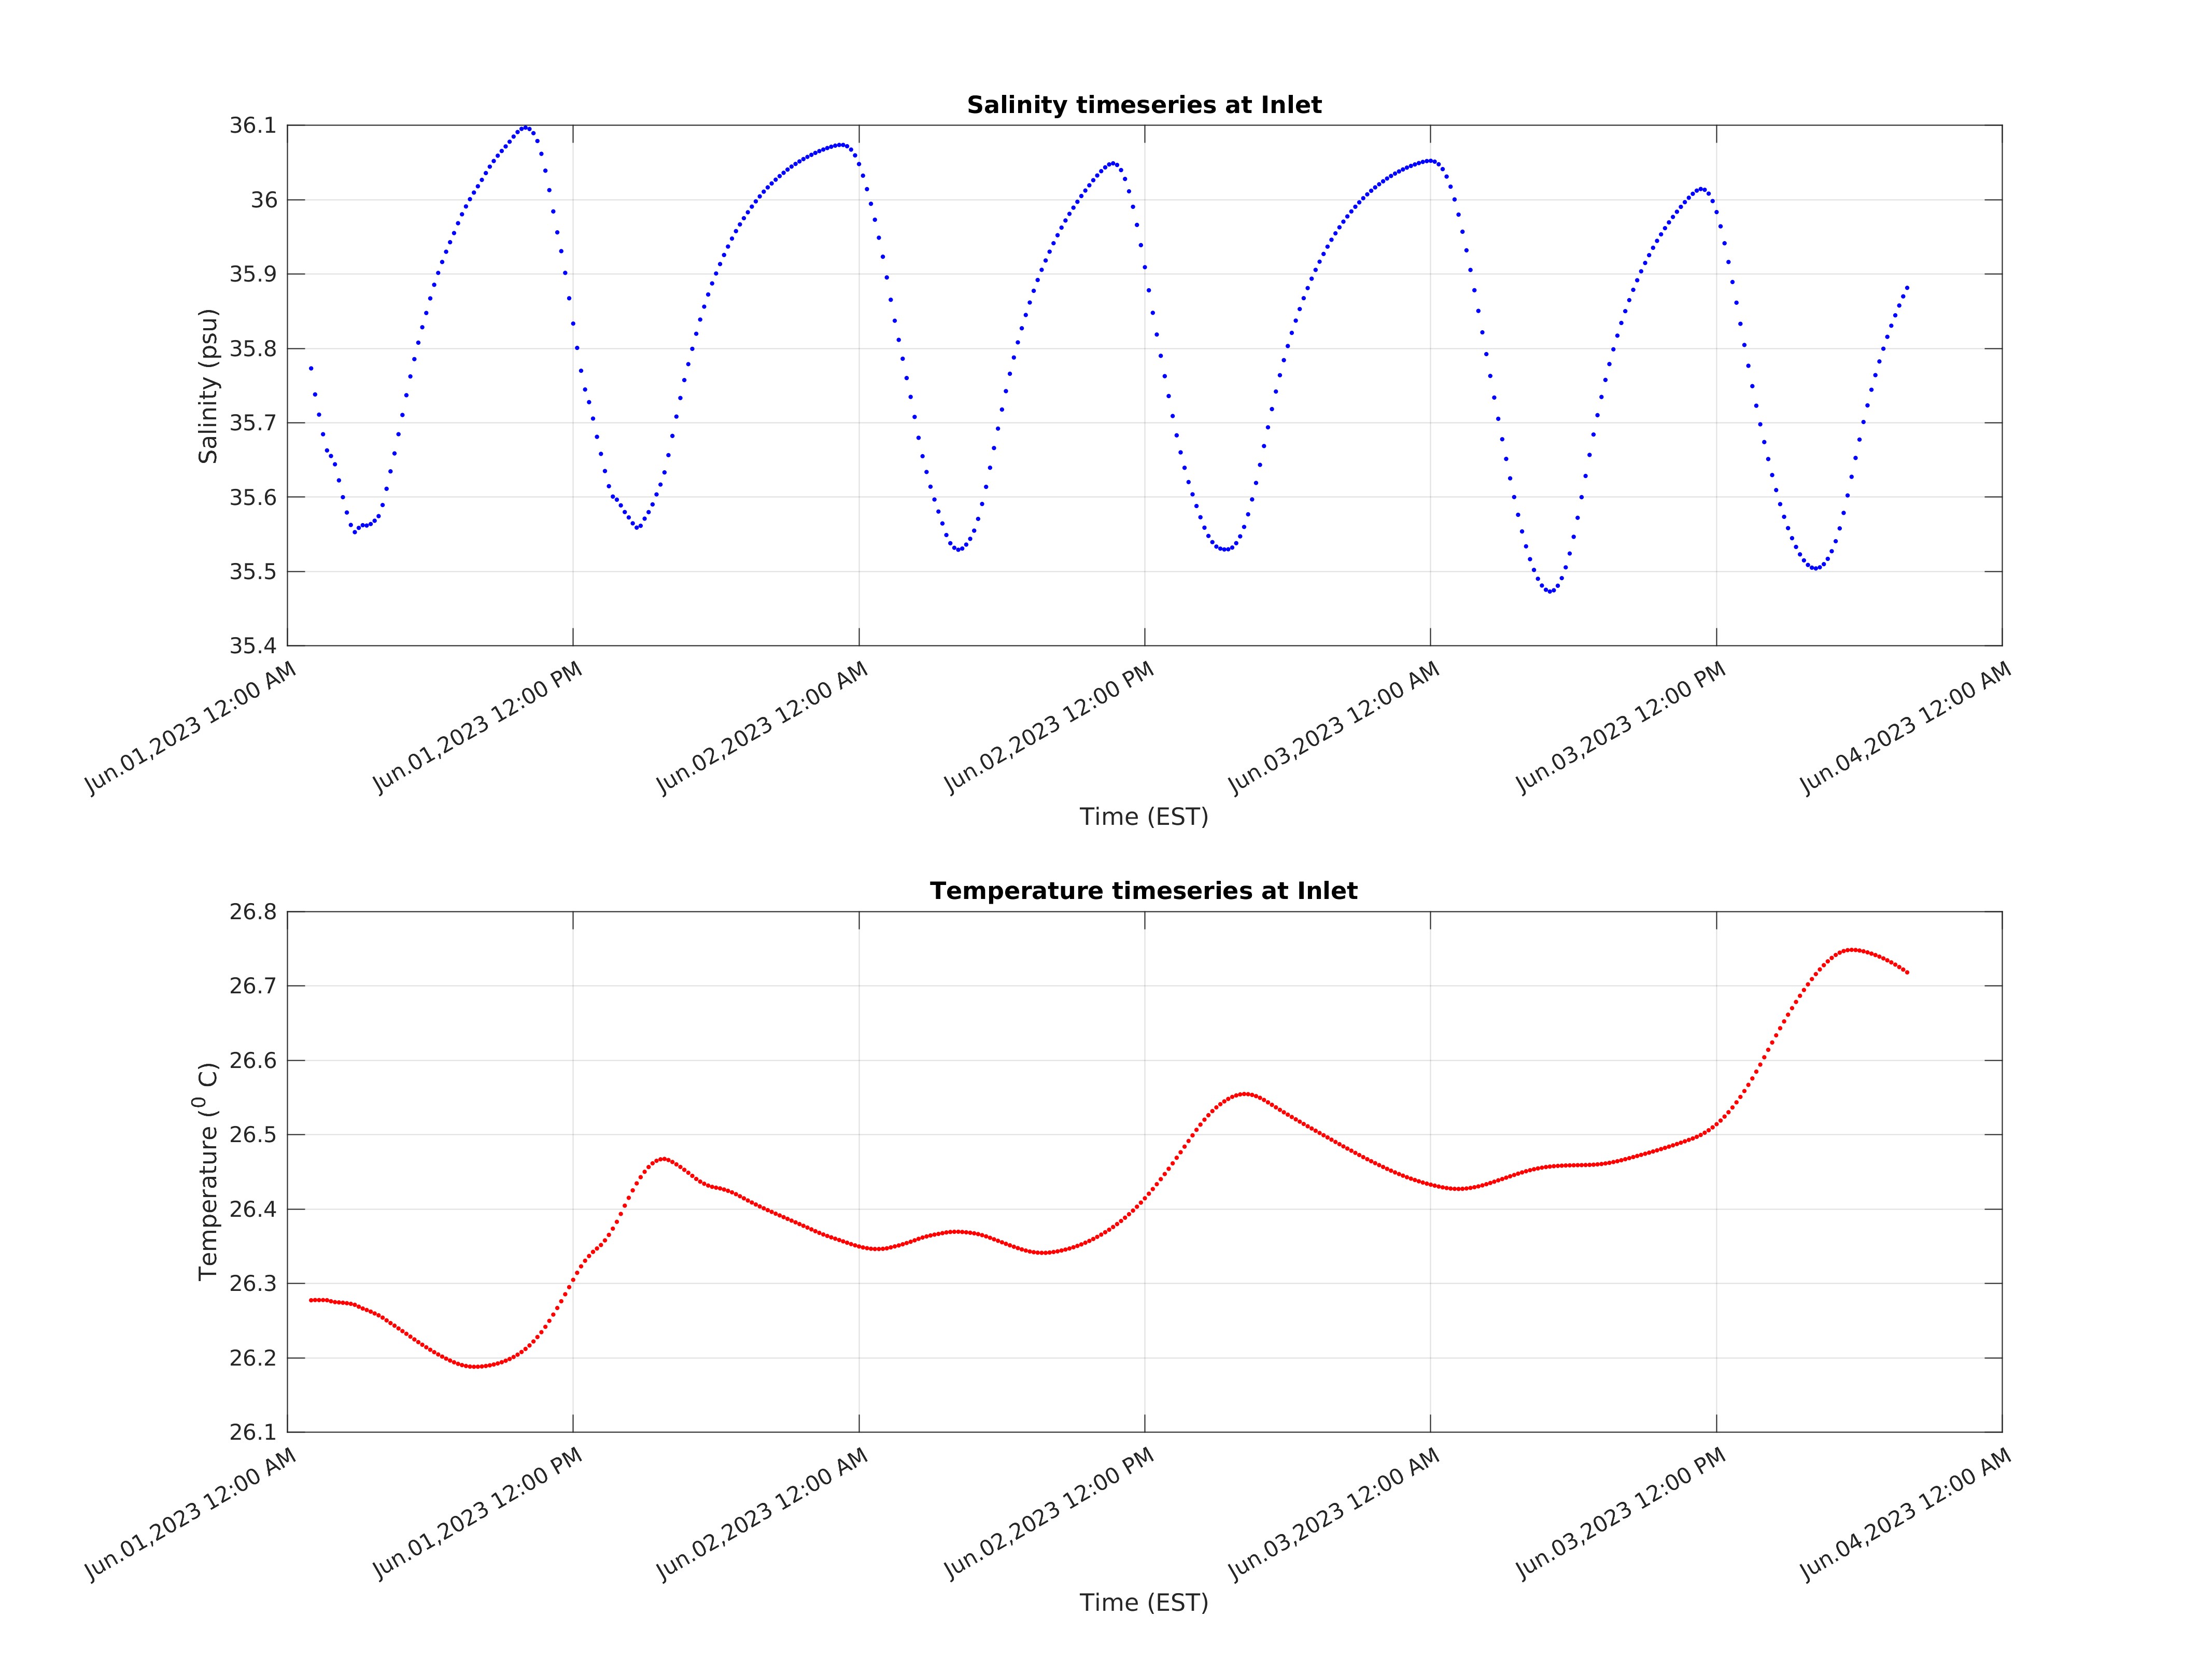 Salinity timeseries at Inlet
36.1
36
35.9
35.8
35.7
35.6
35.5
35.4
Salinity (psu)
Jun.01,2023 12:00 AM
Jun.01,2023 12:00 PM
Jun.02,2023 12:00 AM
Jun.02,2023 12:00 PM
Jun.03,2023 12:00 AM
Jun.03,2023 12:00 PM
Jun.04,2023 12:00 AM
Time (EST)
Temperature timeseries at Inlet
26.8
26.7
26.6
26.5
26.4
26.3
26.2
26.1
Temperature (⁰ C)
Jun.01,2023 12:00 AM
Jun.01,2023 12:00 PM
Jun.02,2023 12:00 AM
Jun.02,2023 12:00 PM
Jun.03,2023 12:00 AM
Jun.03,2023 12:00 PM
Jun.04,2023 12:00 AM
Time (EST)